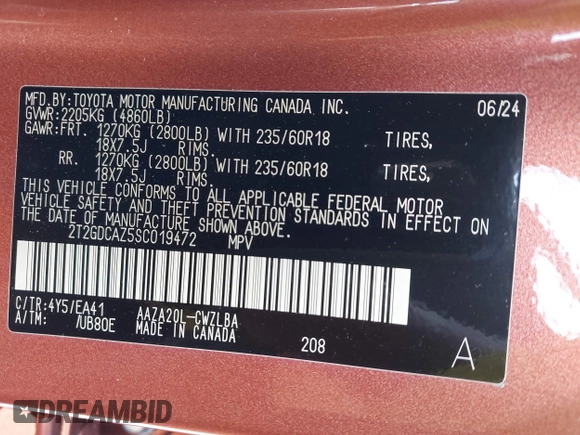 MFD.BY: TOYOTA MOTOR MANUFACTURING CANADA INC. 06/24
GVWR:2205KG (4860LB)
GAWR:FRT. 1270KG (2800LB) WITH 235/60R18 TIRES,
18X7.5J RIMS.
RR. 1270KG (2800LB) WITH 235/60R18 TIRES,
18X7.5J RIMS.
THIS VEHICLE CONFORMS TO ALL APPLICABLE FEDERAL MOTOR
VEHICLE SAFETY AND THEFT PREVENTION STANDARDS IN EFFECT ON
THE DATE OF MANUFACTURE SHOWN ABOVE.
2T2GDCAZ5SC019472 MPV
C/TR:4Y5/EA41 AAZA20L-CWZLBA
A/TM: /UB80E MADE IN CANADA
208 A
DREAMBID